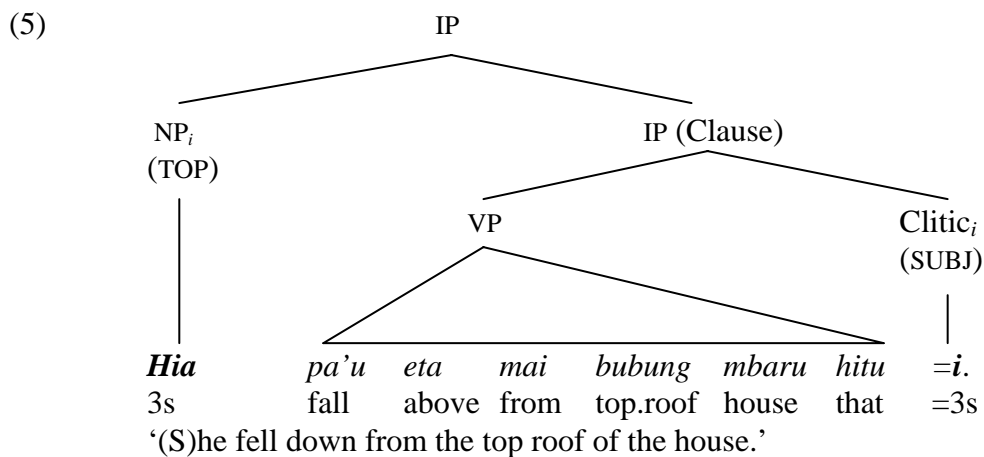 (5) IP
NPi IP (Clause)
(TOP)
VP Clitici
(SUBJ)
Hia pa’u eta mai bubung mbaru hitu =i.
3s fall above from top.roof house that =3s
‘(S)he fell down from the top roof of the house.’